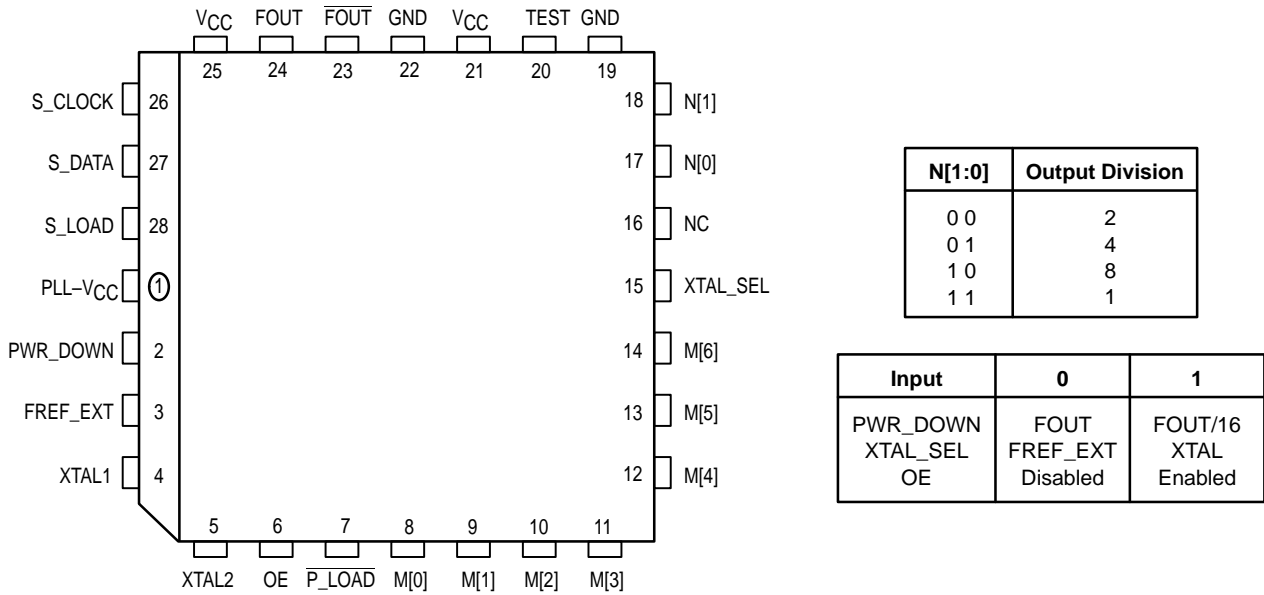 VCC FOUT FOUT GND VCC TEST GND
25 24 23 22 21 20 19
S_CLOCK 26 18 N[1]
S_DATA 27 17 N[0]
S_LOAD 28 16 NC
PLL–VCC 1 15 XTAL_SEL
PWR_DOWN 2 14 M[6]
FREF_EXT 3 13 M[5]
XTAL1 4 12 M[4]
5 6 7 8 9 10 11
XTAL2 OE P_LOAD M[0] M[1] M[2] M[3]
N[1:0] Output Division
0 0 2
0 1 4
1 0 8
1 1 1
Input 0 1
PWR_DOWN FOUT FOUT/16
XTAL_SEL FREF_EXT XTAL
OE Disabled Enabled